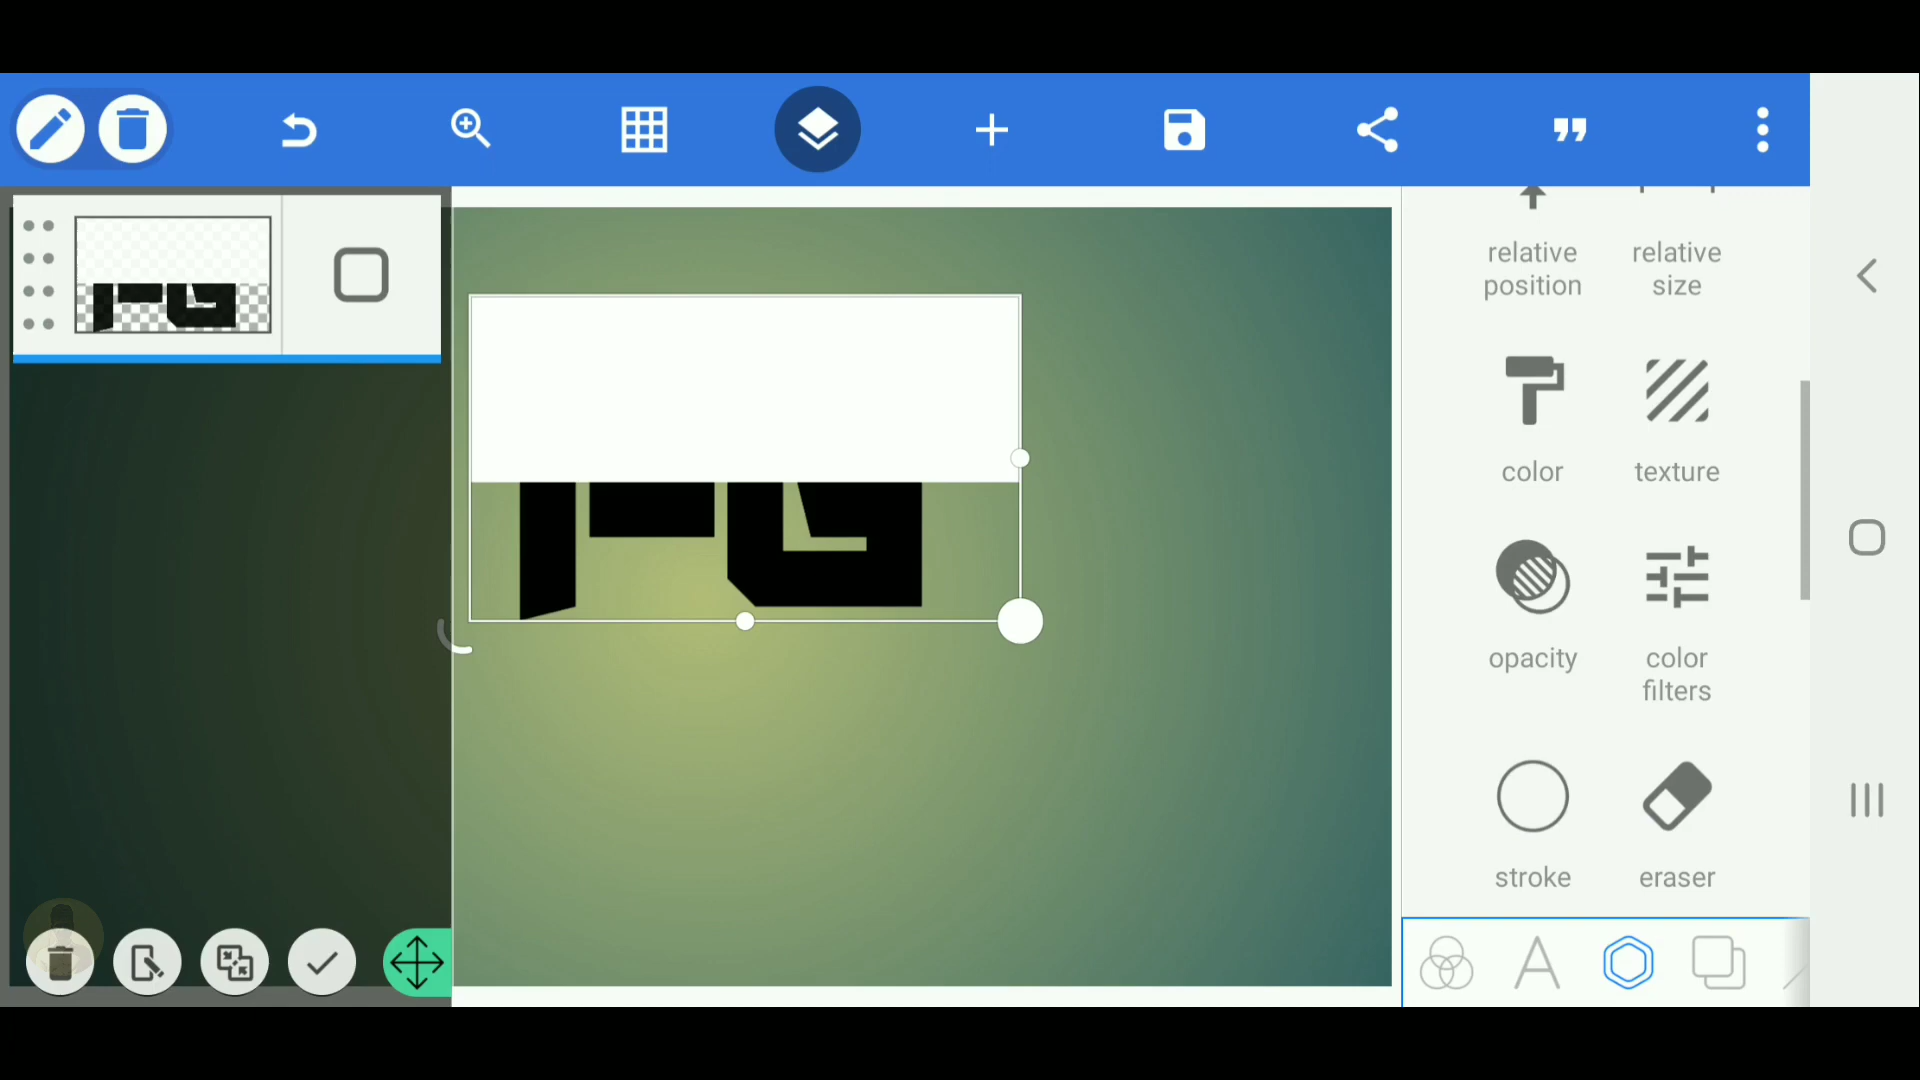 relative
position
relative
size
color
texture
opacity
color
filters
stroke
eraser